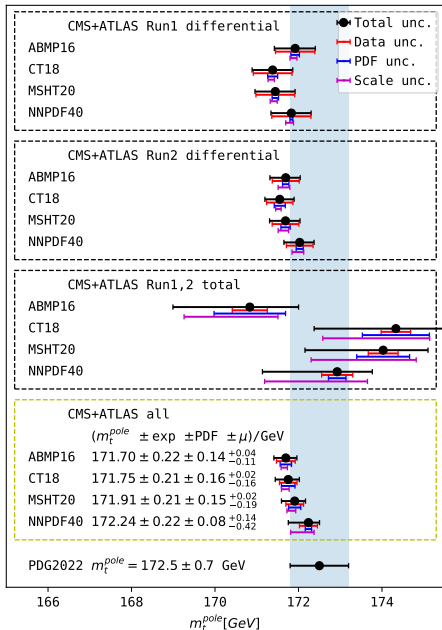 CMS+ATLAS Run1 differential
ABMP16
CT18
MSHT20
NNPDF40
Total unc.
Data unc.
PDF unc.
Scale unc.
CMS+ATLAS Run2 differential
ABMP16
CT18
MSHT20
NNPDF40
CMS+ATLAS Run1,2 total
ABMP16
CT18
MSHT20
NNPDF40
CMS+ATLAS all
(m_t^{pole} ± exp ±PDF ± μ)/GeV
ABMP16 171.70 ± 0.22 ± 0.14 ^{+0.04}_{−0.11}
CT18 171.75 ± 0.21 ± 0.16 ^{+0.02}_{−0.16}
MSHT20 171.91 ± 0.21 ± 0.15 ^{+0.02}_{−0.19}
NNPDF40 172.24 ± 0.22 ± 0.08 ^{+0.14}_{−0.42}
PDG2022 m_t^{pole} = 172.5 ± 0.7 GeV
166 168 170 172 174
m_t^{pole}[GeV]